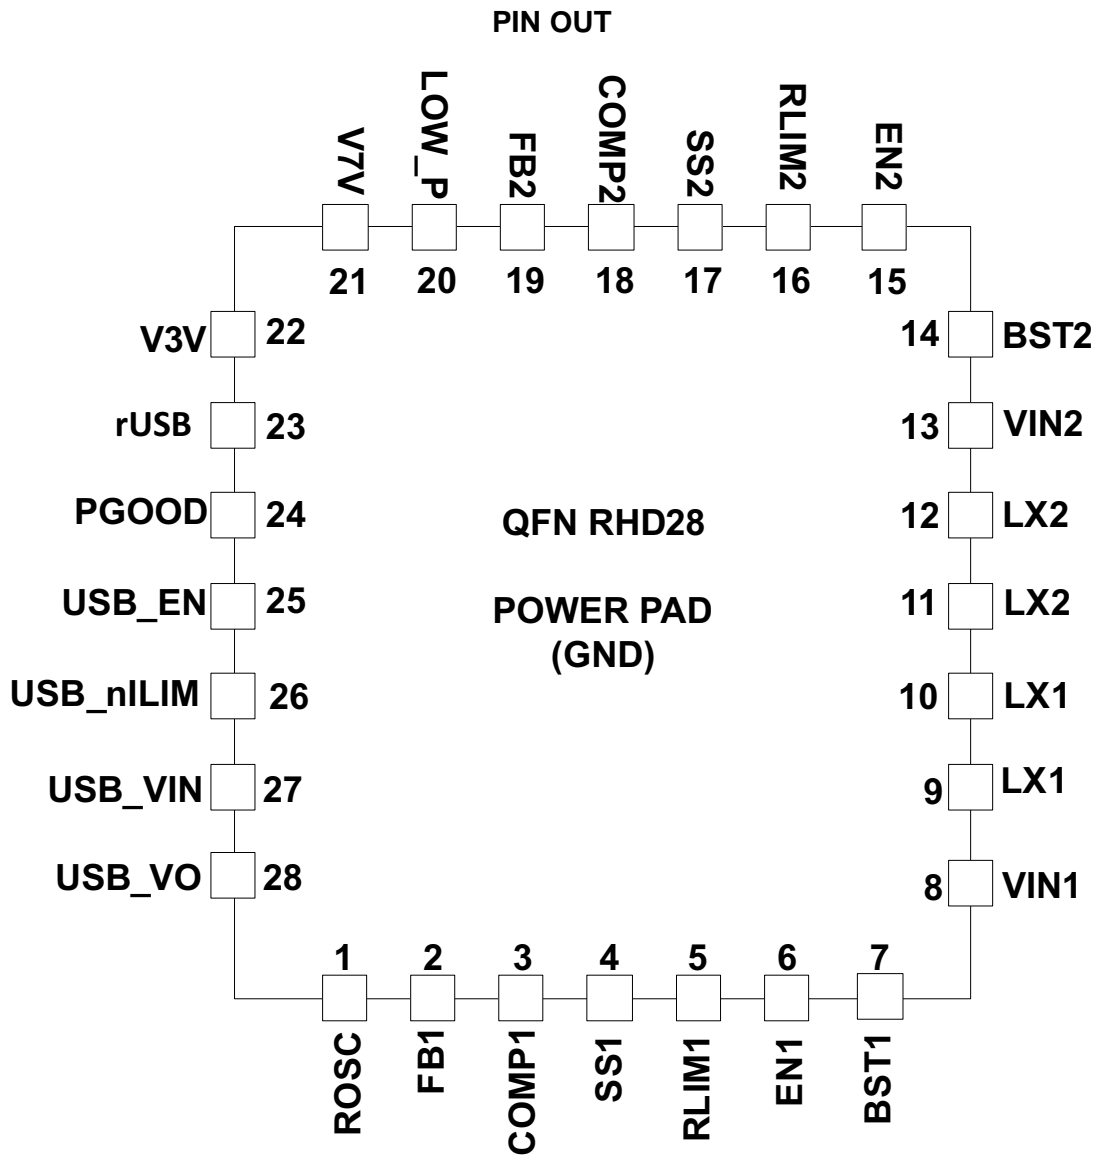 PIN OUT
V7V
LOW_P
FB2
COMP2
SS2
RLIM2
EN2
21
20
19
18
17
16
15
V3V
22
14
BST2
rUSB
23
13
VIN2
PGOOD
24
QFN RHD28
12
LX2
USB_EN
25
POWER PAD
(GND)
11
LX2
USB_nILIM
26
10
LX1
USB_VIN
27
9
LX1
USB_VO
28
8
VIN1
1
2
3
4
5
6
7
ROSC
FB1
COMP1
SS1
RLIM1
EN1
BST1